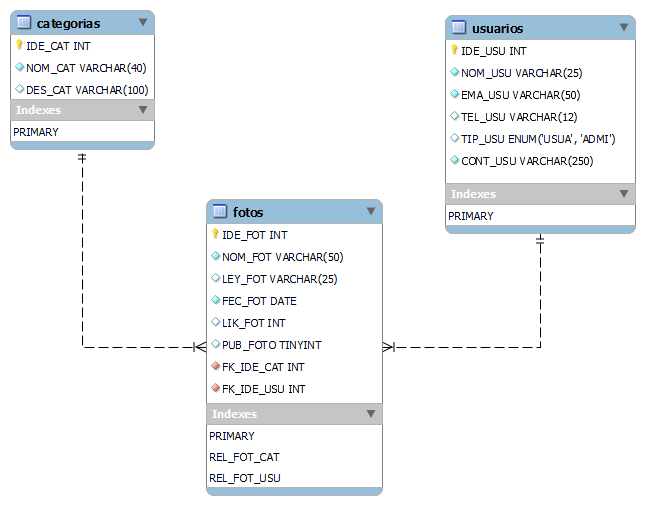 categorias
IDE_CAT INT
NOM_CAT VARCHAR(40)
DES_CAT VARCHAR(100)
Indexes
PRIMARY
usuarios
IDE_USU INT
NOM_USU VARCHAR(25)
EMA_USU VARCHAR(50)
TEL_USU VARCHAR(12)
TIP_USU ENUM('USUA', 'ADMI')
CONT_USU VARCHAR(250)
Indexes
PRIMARY
fotos
IDE_FOT INT
NOM_FOT VARCHAR(50)
LEY_FOT VARCHAR(25)
FEC_FOT DATE
LIK_FOT INT
PUB_FOTO TINYINT
FK_IDE_CAT INT
FK_IDE_USU INT
Indexes
PRIMARY
REL_FOT_CAT
REL_FOT_USU